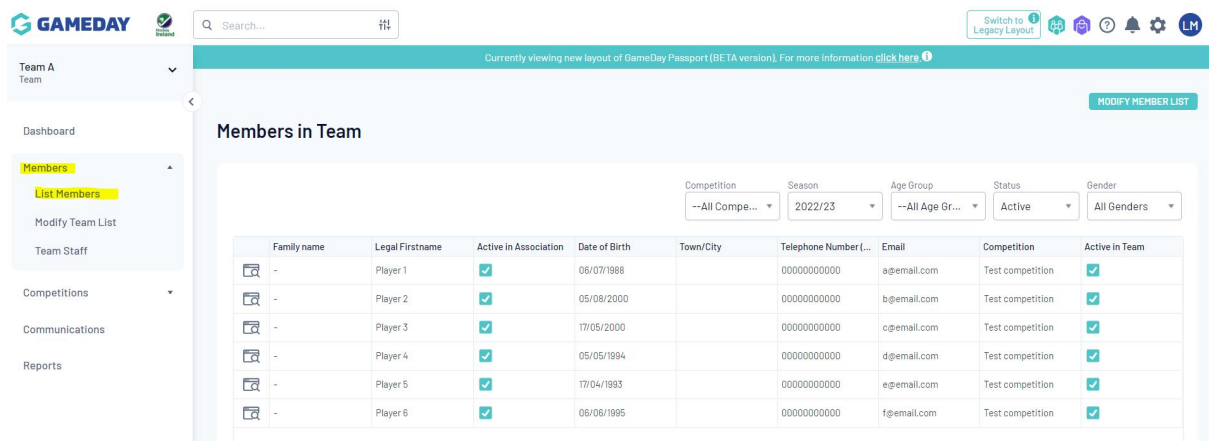 GAMEDAY
Hockey Ireland
Search...
Switch to
Legacy Layout
LM
Team A
Team
Currently viewing new layout of GameDay Passport (BETA version), For more information click here.
MODIFY MEMBER LIST
Dashboard
Members
List Members
Modify Team List
Team Staff
Competitions
Communications
Reports
Members in Team
Competition Season Age Group Status Gender
--All Compe... 2022/23 --All Age Gr... Active All Genders
Family name Legal Firstname Active in Association Date of Birth Town/City Telephone Number (... Email Competition Active in Team
- Player 1 06/07/1988 00000000000 a@email.com Test competition
- Player 2 05/08/2000 00000000000 b@email.com Test competition
- Player 3 17/05/2000 00000000000 c@email.com Test competition
- Player 4 05/05/1994 00000000000 d@email.com Test competition
- Player 5 17/04/1993 00000000000 e@email.com Test competition
- Player 6 06/06/1995 00000000000 f@email.com Test competition